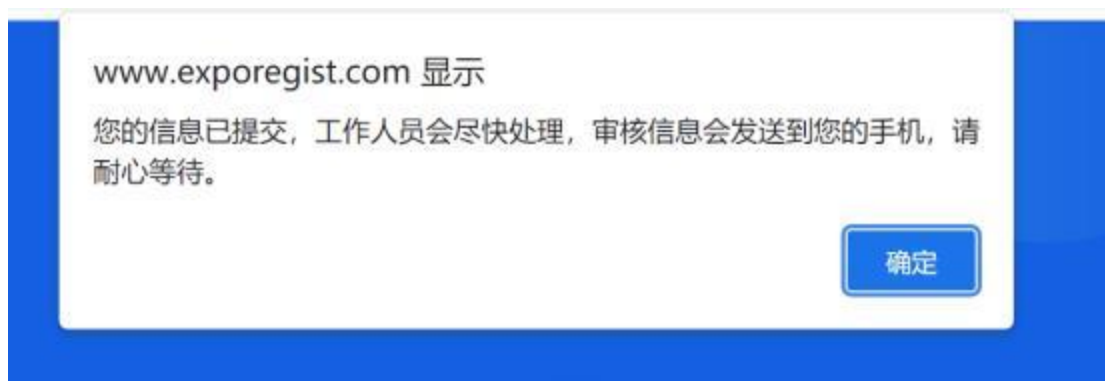 www.exporegist.com 显示
您的信息已提交，工作人员会尽快处理，审核信息会发送到您的手机，请
耐心等待。
确定